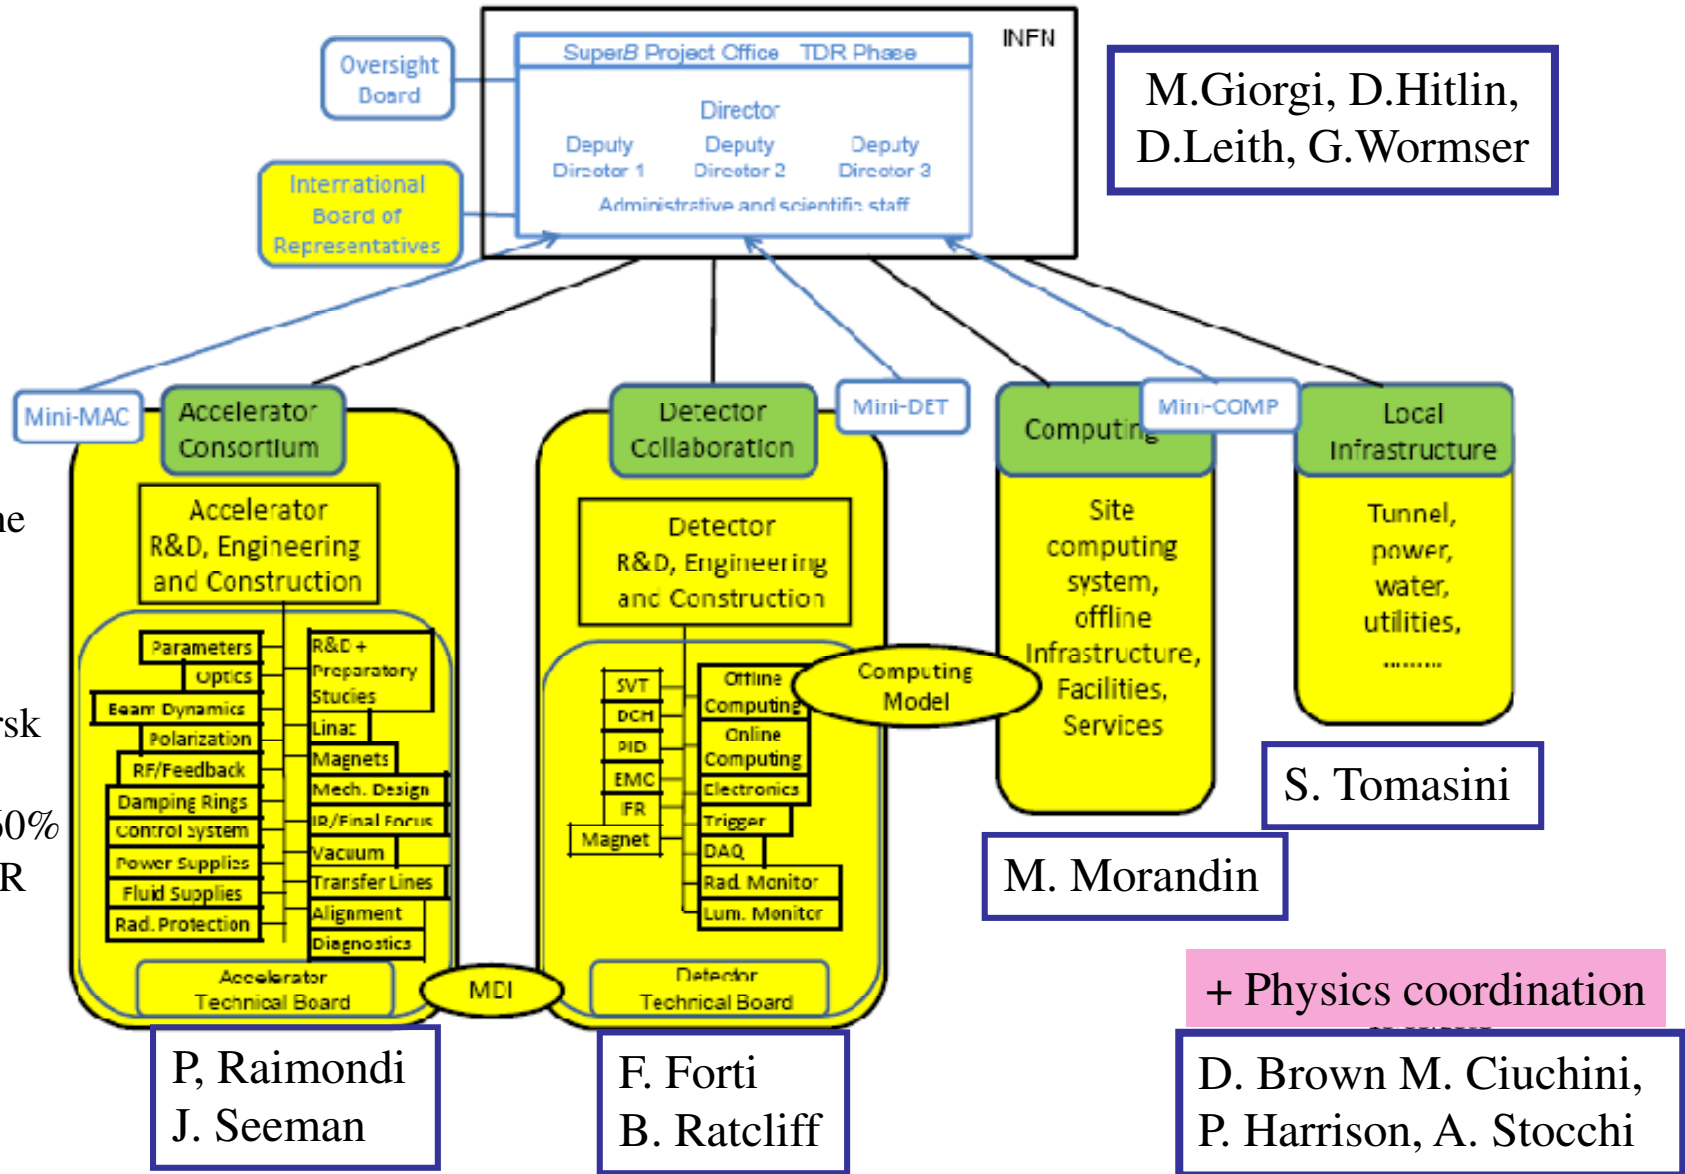 INFN
SuperB Project Office TDR Phase
Director
Deputy Director 1
Deputy Director 2
Deputy Director 3
Administrative and scientific staff
Oversight
Board
International
Board of
Representatives
M.Giorgi, D.Hitlin,
D.Leith, G.Wormser
Mini-MAC
Accelerator
Consortium
Accelerator
R&D, Engineering
and Construction
Parameters
Optics
Beam Dynamics
Polarization
RF/Feedback
Damping Rings
Control System
Power Supplies
Fluid Supplies
Rad. Protection
R&D +
Preparatory
Studies
Linac
Magnets
Mech. Design
IR/Final Focus
Vacuum
Transfer Lines
Alignment
Diagnostics
Accelerator
Technical Board
MDI
P, Raimondi
J. Seeman
Detector
Collaboration
Mini-DET
Detector
R&D, Engineering
and Construction
SVT
DCH
PID
EMC
IFR
Magnet
Offline
Computing
Online
Computing
Electronics
Trigger
DAQ
Rad. Monitor
Lum. Monitor
Detector
Technical Board
F. Forti
B. Ratcliff
Computing
Model
Computing
Mini-COMP
Site
computing
system,
offline
Infrastructure,
Facilities,
Services
M. Morandin
Local
Infrastructure
Tunnel,
power,
water,
utilities,
.........
S. Tomasini
+ Physics coordination
D. Brown M. Ciuchini,
P. Harrison, A. Stocchi
ne
rsk
60%
R